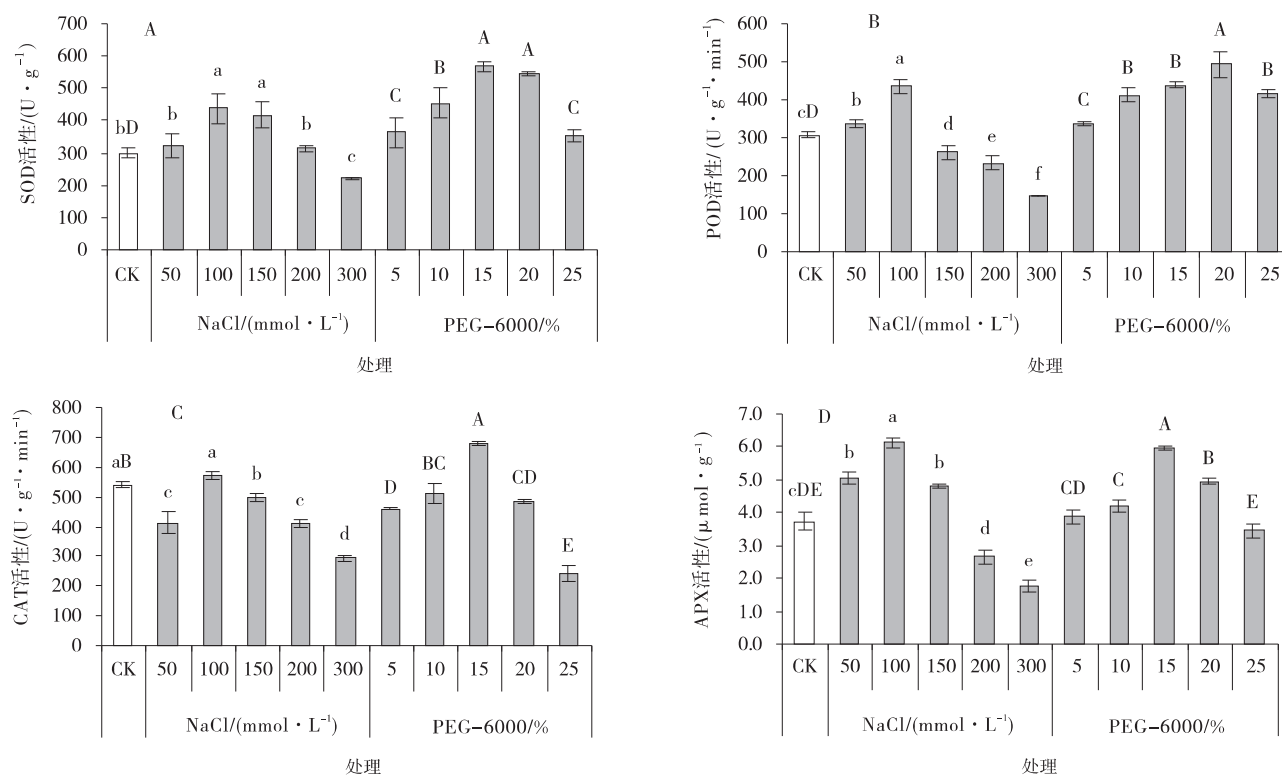 A
SOD活性/(U·g⁻¹)
700
600
500
400
300
200
100
0
bD
b
a
a
b
c
C
B
A
A
C
CK 50 100 150 200 300 5 10 15 20 25
NaCl/(mmol·L⁻¹) PEG-6000/%
处理
B
POD活性/(U·g⁻¹·min⁻¹)
600
500
400
300
200
100
0
cD
b
a
d
e
f
C
B
B
A
B
CK 50 100 150 200 300 5 10 15 20 25
NaCl/(mmol·L⁻¹) PEG-6000/%
处理
C
CAT活性/(U·g⁻¹·min⁻¹)
800
700
600
500
400
300
200
100
0
aB
c
a
b
c
d
D
BC
A
CD
E
CK 50 100 150 200 300 5 10 15 20 25
NaCl/(mmol·L⁻¹) PEG-6000/%
处理
D
APX活性/(μmol·g⁻¹)
7.0
6.0
5.0
4.0
3.0
2.0
1.0
0.0
cDE
b
a
b
d
e
CD
C
A
B
E
CK 50 100 150 200 300 5 10 15 20 25
NaCl/(mmol·L⁻¹) PEG-6000/%
处理